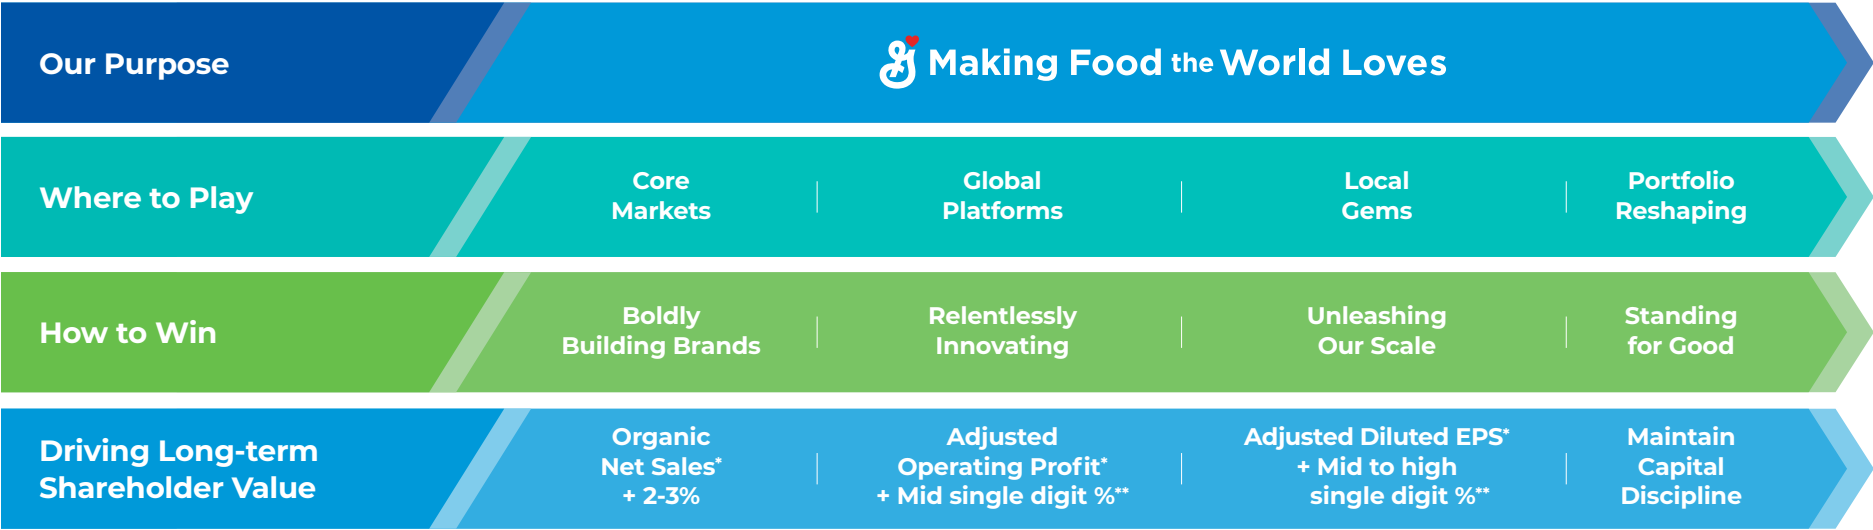 Our Purpose
G Making Food the World Loves
Where to Play
Core
Markets
Global
Platforms
Local
Gems
Portfolio
Reshaping
How to Win
Boldly
Building Brands
Relentlessly
Innovating
Unleashing
Our Scale
Standing
for Good
Driving Long-term
Shareholder Value
Organic
Net Sales*
+ 2-3%
Adjusted
Operating Profit*
+ Mid single digit %**
Adjusted Diluted EPS*
+ Mid to high
single digit %**
Maintain
Capital
Discipline